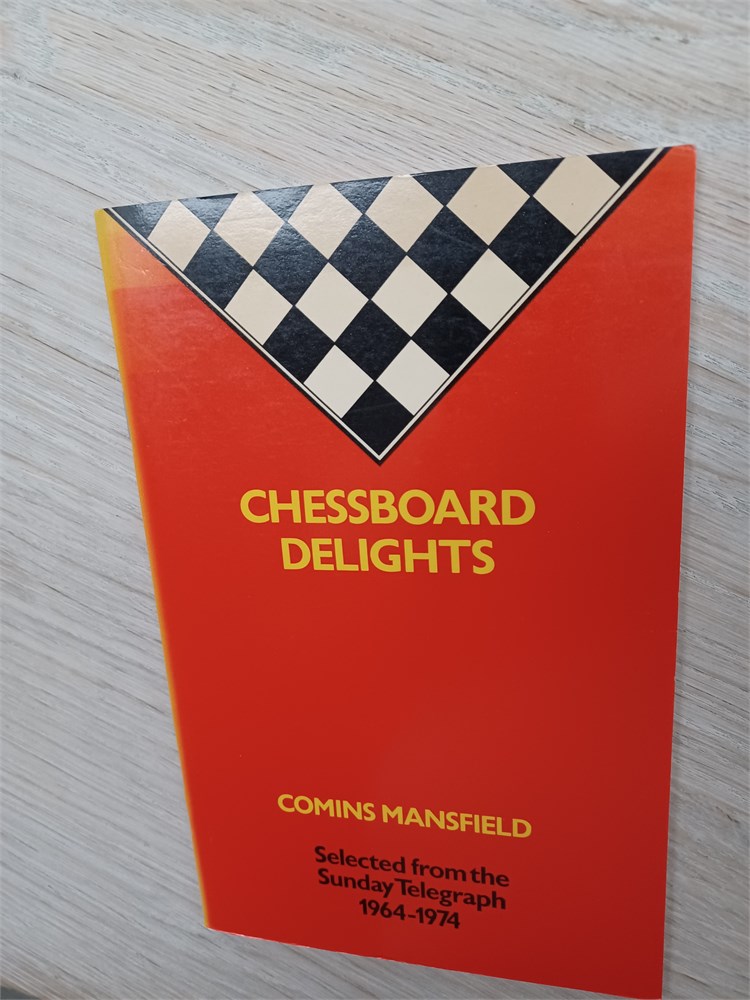 CHESSBOARD
DELIGHTS
COMINS MANSFIELD
Selected from the
Sunday Telegraph
1964-1974